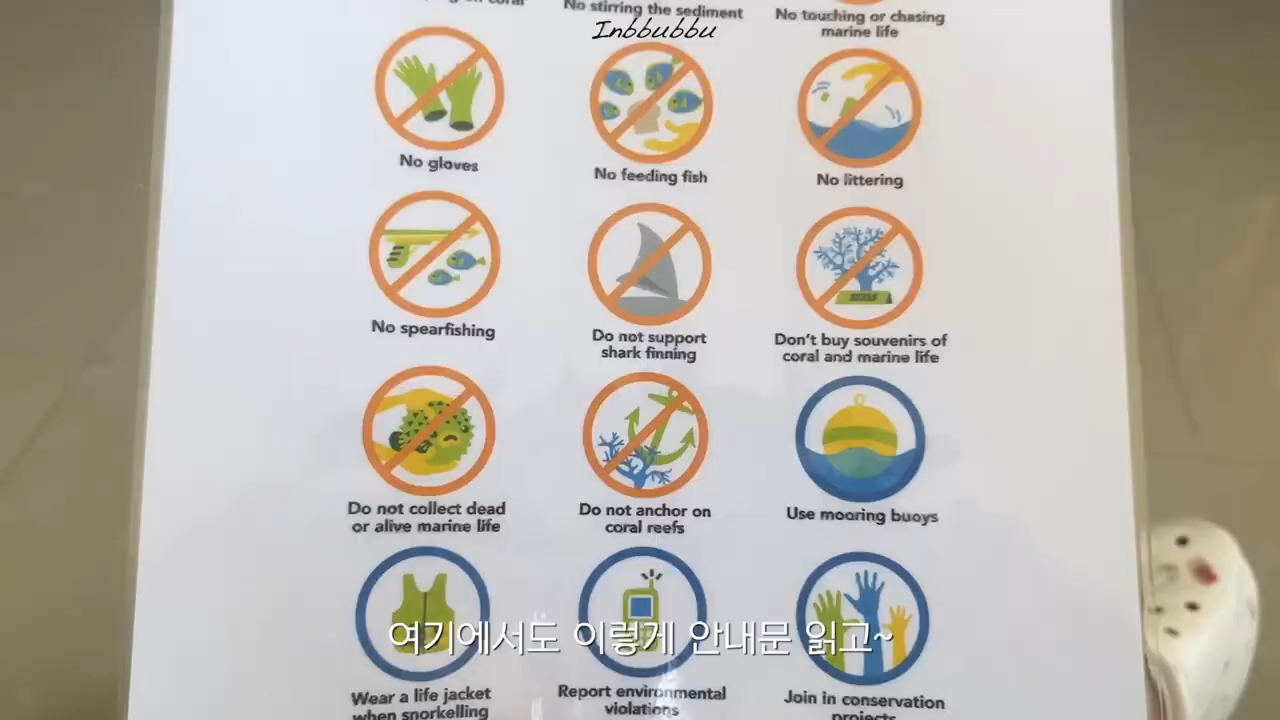 No stirring the sediment
No touching or chasing
marine life
Inbbubbu
No gloves
No feeding fish
No littering
No spearfishing
Do not support
shark finning
Don't buy souvenirs of
coral and marine life
Do not collect dead
or alive marine life
Do not anchor on
coral reefs
Use mooring buoys
여기에서도 이렇게 안내문 읽고~
Wear a life jacket
when snorkelling
Report environmental
violations
Join in conservation
projects